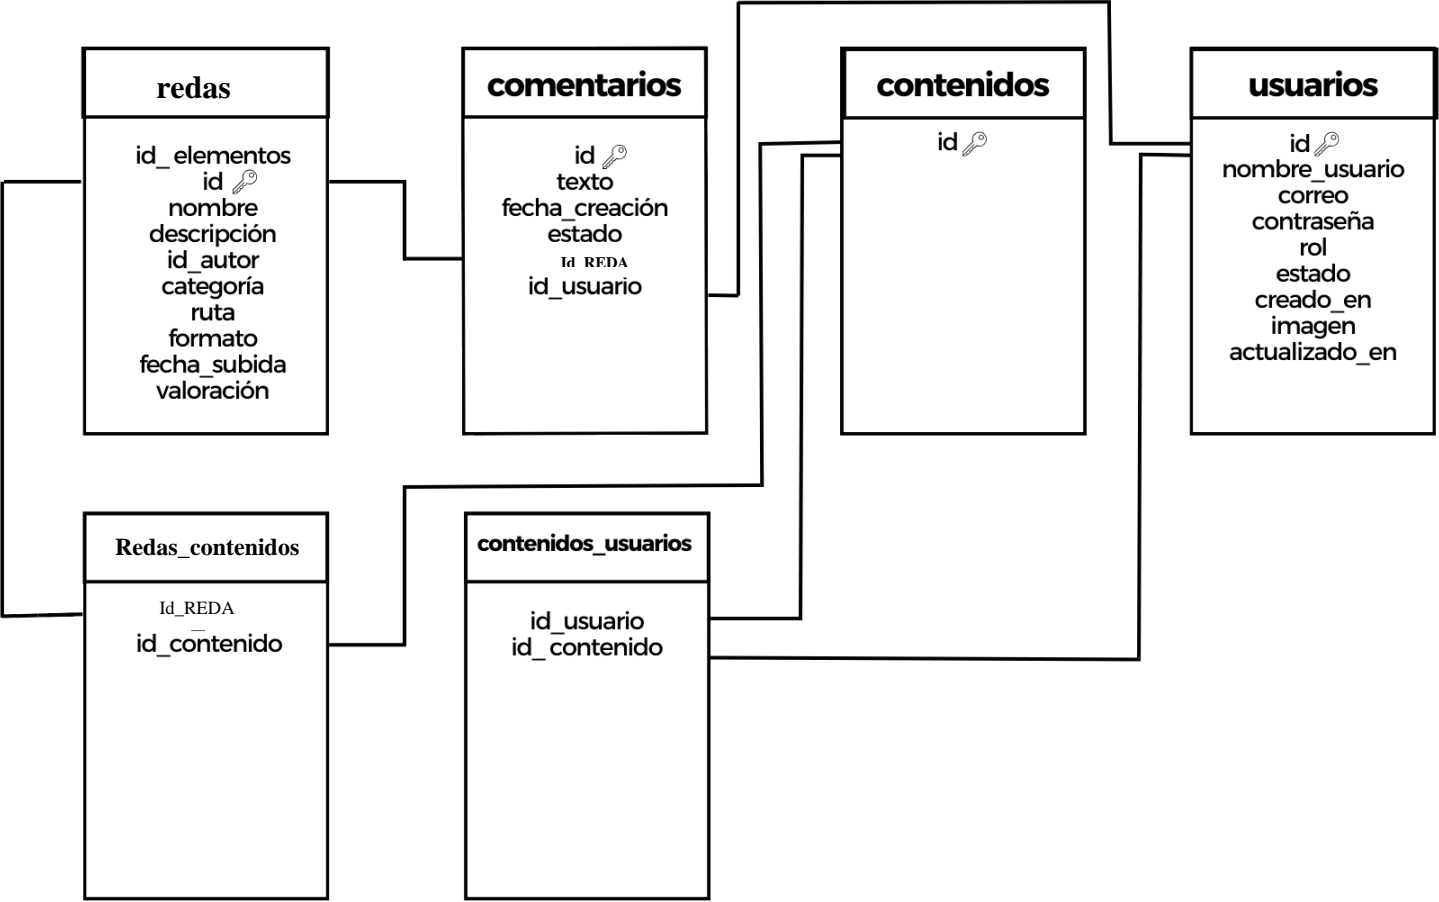 redas
id_elementos
id
nombre
descripción
id_autor
categoría
ruta
formato
fecha_subida
valoración
comentarios
id
texto
fecha_creación
estado
Id_REDA
id_usuario
contenidos
id
usuarios
id
nombre_usuario
correo
contraseña
rol
estado
creado_en
imagen
actualizado_en
Redas_contenidos
Id_REDA
id_contenido
contenidos_usuarios
id_usuario
id_contenido